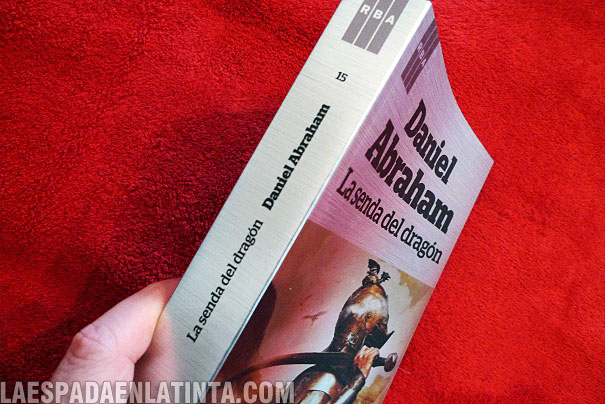 RBA
15
La senda del dragón Daniel Abraham
RBA
Daniel
Abraham
La senda del dragón
LAESPADAENLATINTA.COM